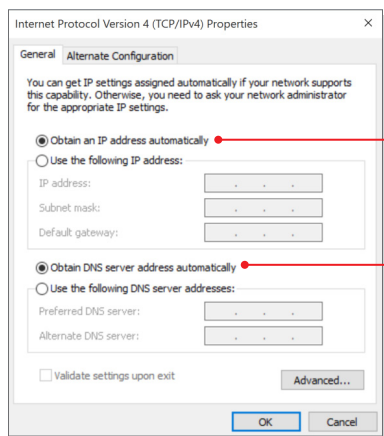 Internet Protocol Version 4 (TCP/IPv4) Properties
General
Alternate Configuration
You can get IP settings assigned automatically if your network supports
this capability. Otherwise, you need to ask your network administrator
for the appropriate IP settings.
Obtain an IP address automatically
Use the following IP address:
IP address:
Subnet mask:
Default gateway:
Obtain DNS server address automatically
Use the following DNS server addresses:
Preferred DNS server:
Alternate DNS server:
Validate settings upon exit
Advanced...
OK
Cancel